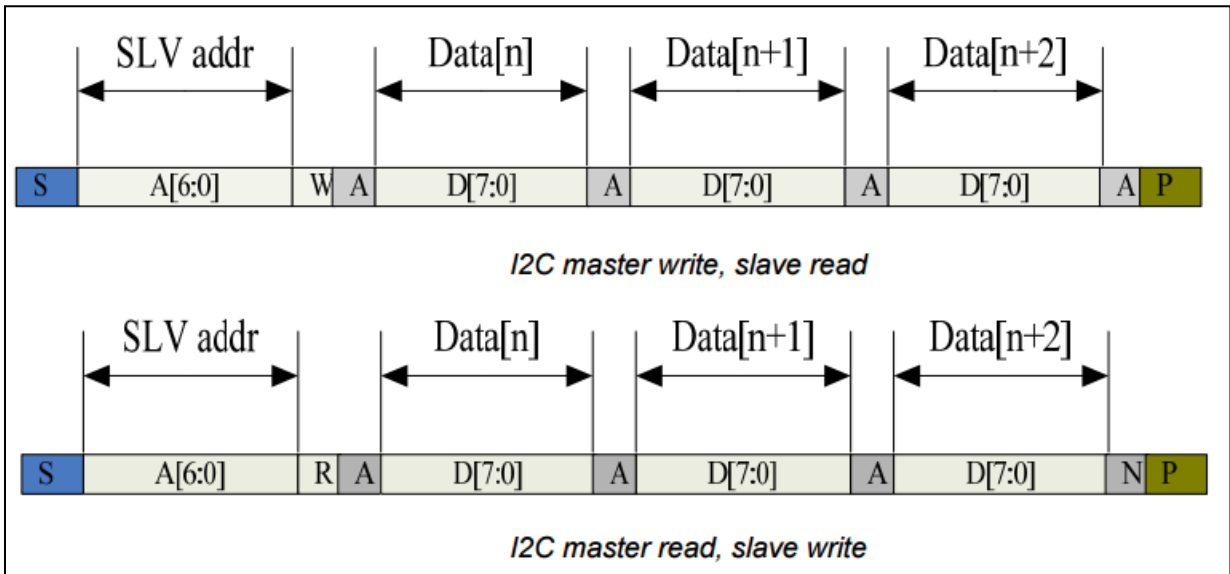 SLV addr Data[n] Data[n+1] Data[n+2]
S A[6:0] W A D[7:0] A D[7:0] A D[7:0] A P
I2C master write, slave read
SLV addr Data[n] Data[n+1] Data[n+2]
S A[6:0] R A D[7:0] A D[7:0] A D[7:0] N P
I2C master read, slave write